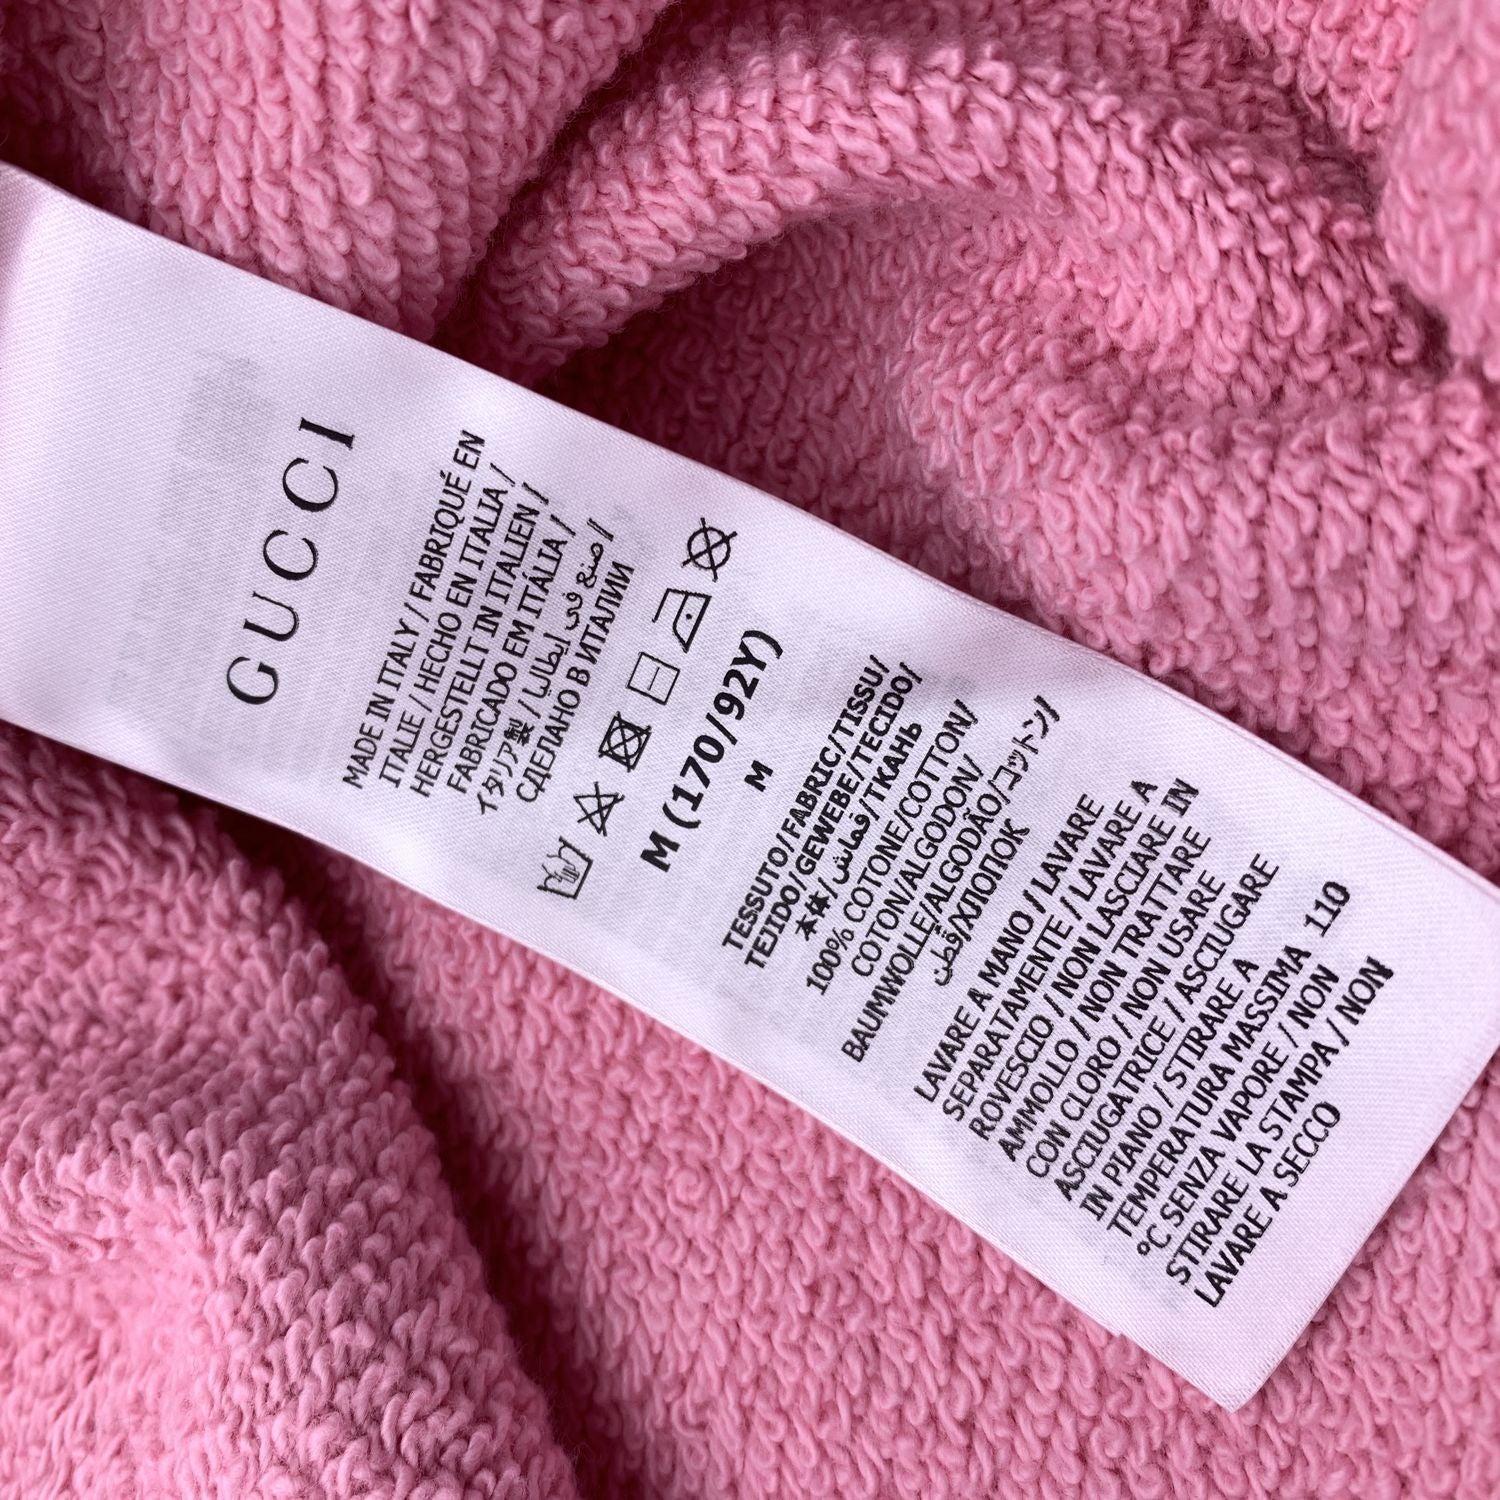 GUCCI
MADE IN ITALY / FABRIQUÉ EN
ITALIE / HECHO EN ITALIA /
HERGESTELLT IN ITALIEN /
FABRICADO EM ITÁLIA /
イタリア製 / صنع في إيطاليا /
СДЕЛАНО В ИТАЛИИ
M (170/92Y)
M
TESSUTO/FABRIC/TISSU/
TEJIDO/GEWEBE/TECIDO/
本体/قماش/ТКАНЬ
100% COTONE/COTTON/
COTON/ALGODON/
BAUMWOLLE/ALGODÃO/コットン/
قطن/ХЛОПОК
LAVARE A MANO / LAVARE
SEPARATAMENTE / LAVARE A
ROVESCIO / NON LASCIARE IN
AMMOLLO / NON TRATTARE
CON CLORO / NON USARE
ASCIUGATRICE / ASCIUGARE
IN PIANO / STIRARE A
TEMPERATURA MASSIMA 110
°C SENZA VAPORE / NON
STIRARE LA STAMPA / NON
LAVARE A SECCO